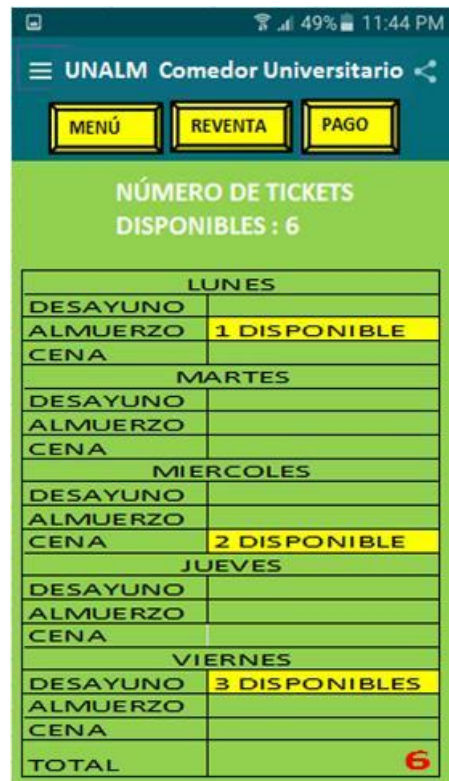 49% 11:44 PM
UNALM Comedor Universitario
MENÚ REVENTA PAGO
NÚMERO DE TICKETS
DISPONIBLES : 6
LUNES
DESAYUNO
ALMUERZO 1 DISPONIBLE
CENA
MARTES
DESAYUNO
ALMUERZO
CENA
MIERCOLES
DESAYUNO
ALMUERZO
CENA 2 DISPONIBLE
JUEVES
DESAYUNO
ALMUERZO
CENA
VIERNES
DESAYUNO 3 DISPONIBLES
ALMUERZO
CENA
TOTAL 6